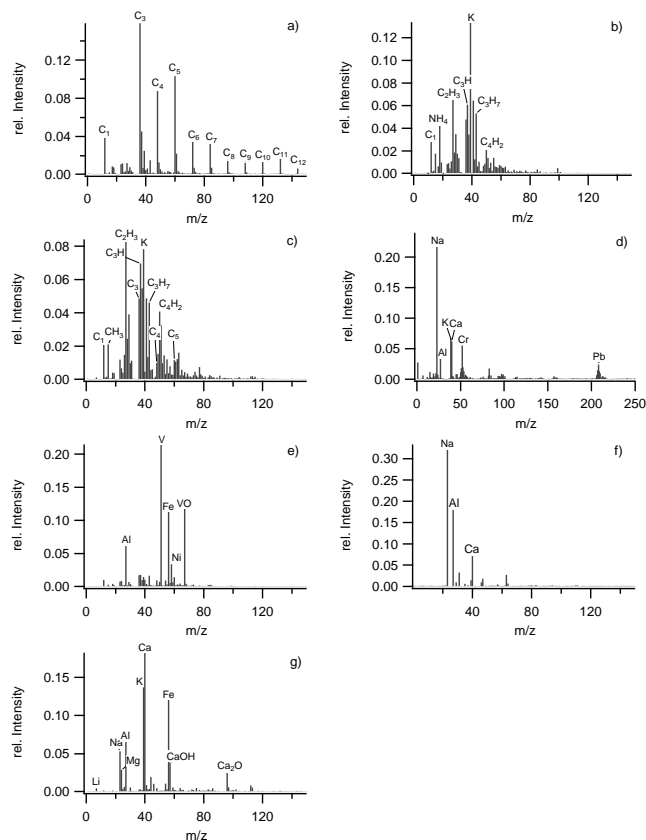 a)
rel. Intensity
0.12
0.08
0.04
0.00
C1
C3
C4
C5
C6
C7
C8
C9
C10
C11
C12
0 40 80 120
m/z
b)
rel. Intensity
0.12
0.10
0.08
0.06
0.04
0.02
0.00
K
C3H
C2H3
C3H7
NH4
C1
C4H2
0 40 80 120
m/z
c)
rel. Intensity
0.08
0.06
0.04
0.02
0.00
C2H3
K
C3H
C3
C3H7
C4H2
C1
CH3
C4
C5
0 40 80 120
m/z
d)
rel. Intensity
0.20
0.15
0.10
0.05
0.00
Na
K Ca
Al
Cr
Pb
0 50 100 150 200 250
m/z
e)
rel. Intensity
0.20
0.15
0.10
0.05
0.00
V
Fe VO
Al
Ni
0 40 80 120
m/z
f)
rel. Intensity
0.30
0.25
0.20
0.15
0.10
0.05
0.00
Na
Al
Ca
40 80 120
m/z
g)
rel. Intensity
0.15
0.10
0.05
0.00
Ca
K
Fe
Na
Al
Mg
CaOH
Li
Ca2O
0 40 80 120
m/z